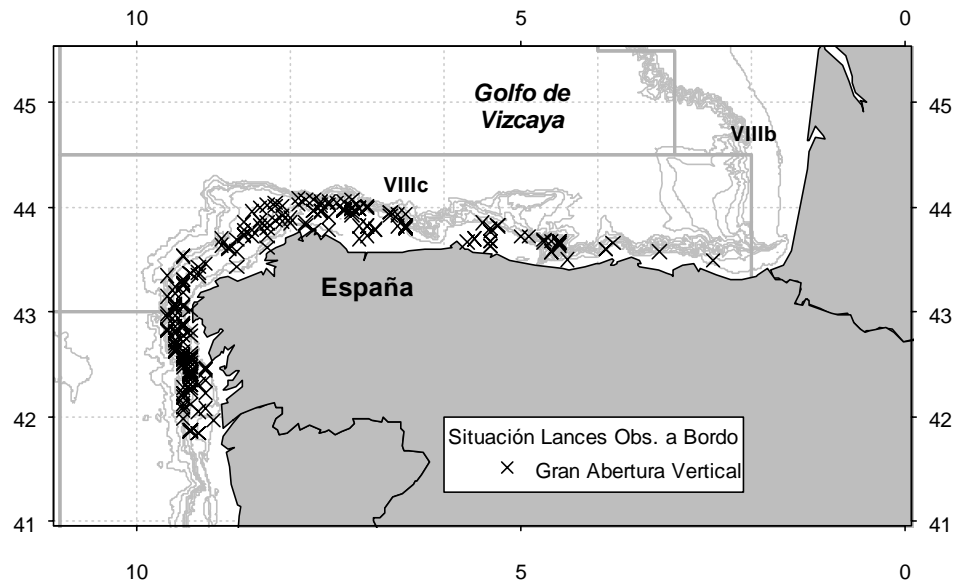 10 5 0
45 45
Golfo de
Vizcaya
VIIIb
VIIIc
44 44
España
43 43
42 42
Situación Lances Obs. a Bordo
Gran Abertura Vertical
41 41
10 5 0